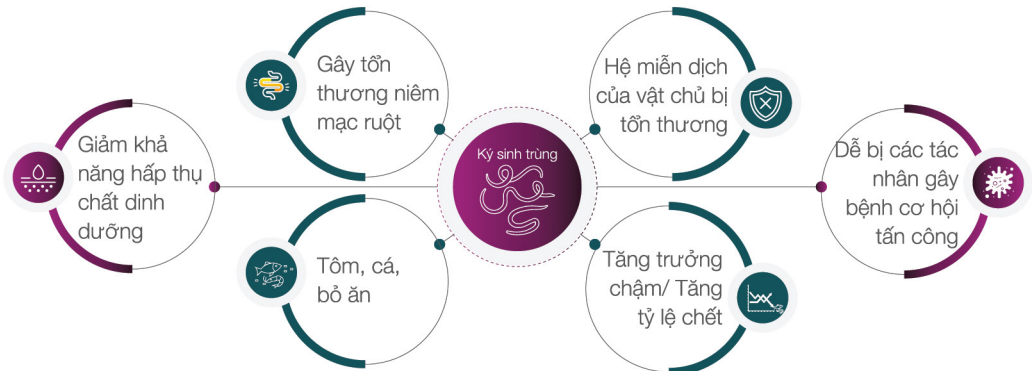 Gây tổn
thương niêm
mạc ruột
Hệ miễn dịch
của vật chủ bị
tổn thương
Giảm khả
năng hấp thụ
chất dinh
dưỡng
Ký sinh trùng
Dễ bị các tác
nhân gây
bệnh cơ hội
tấn công
Tôm, cá,
bỏ ăn
Tăng trưởng
chậm/ Tăng
tỷ lệ chết